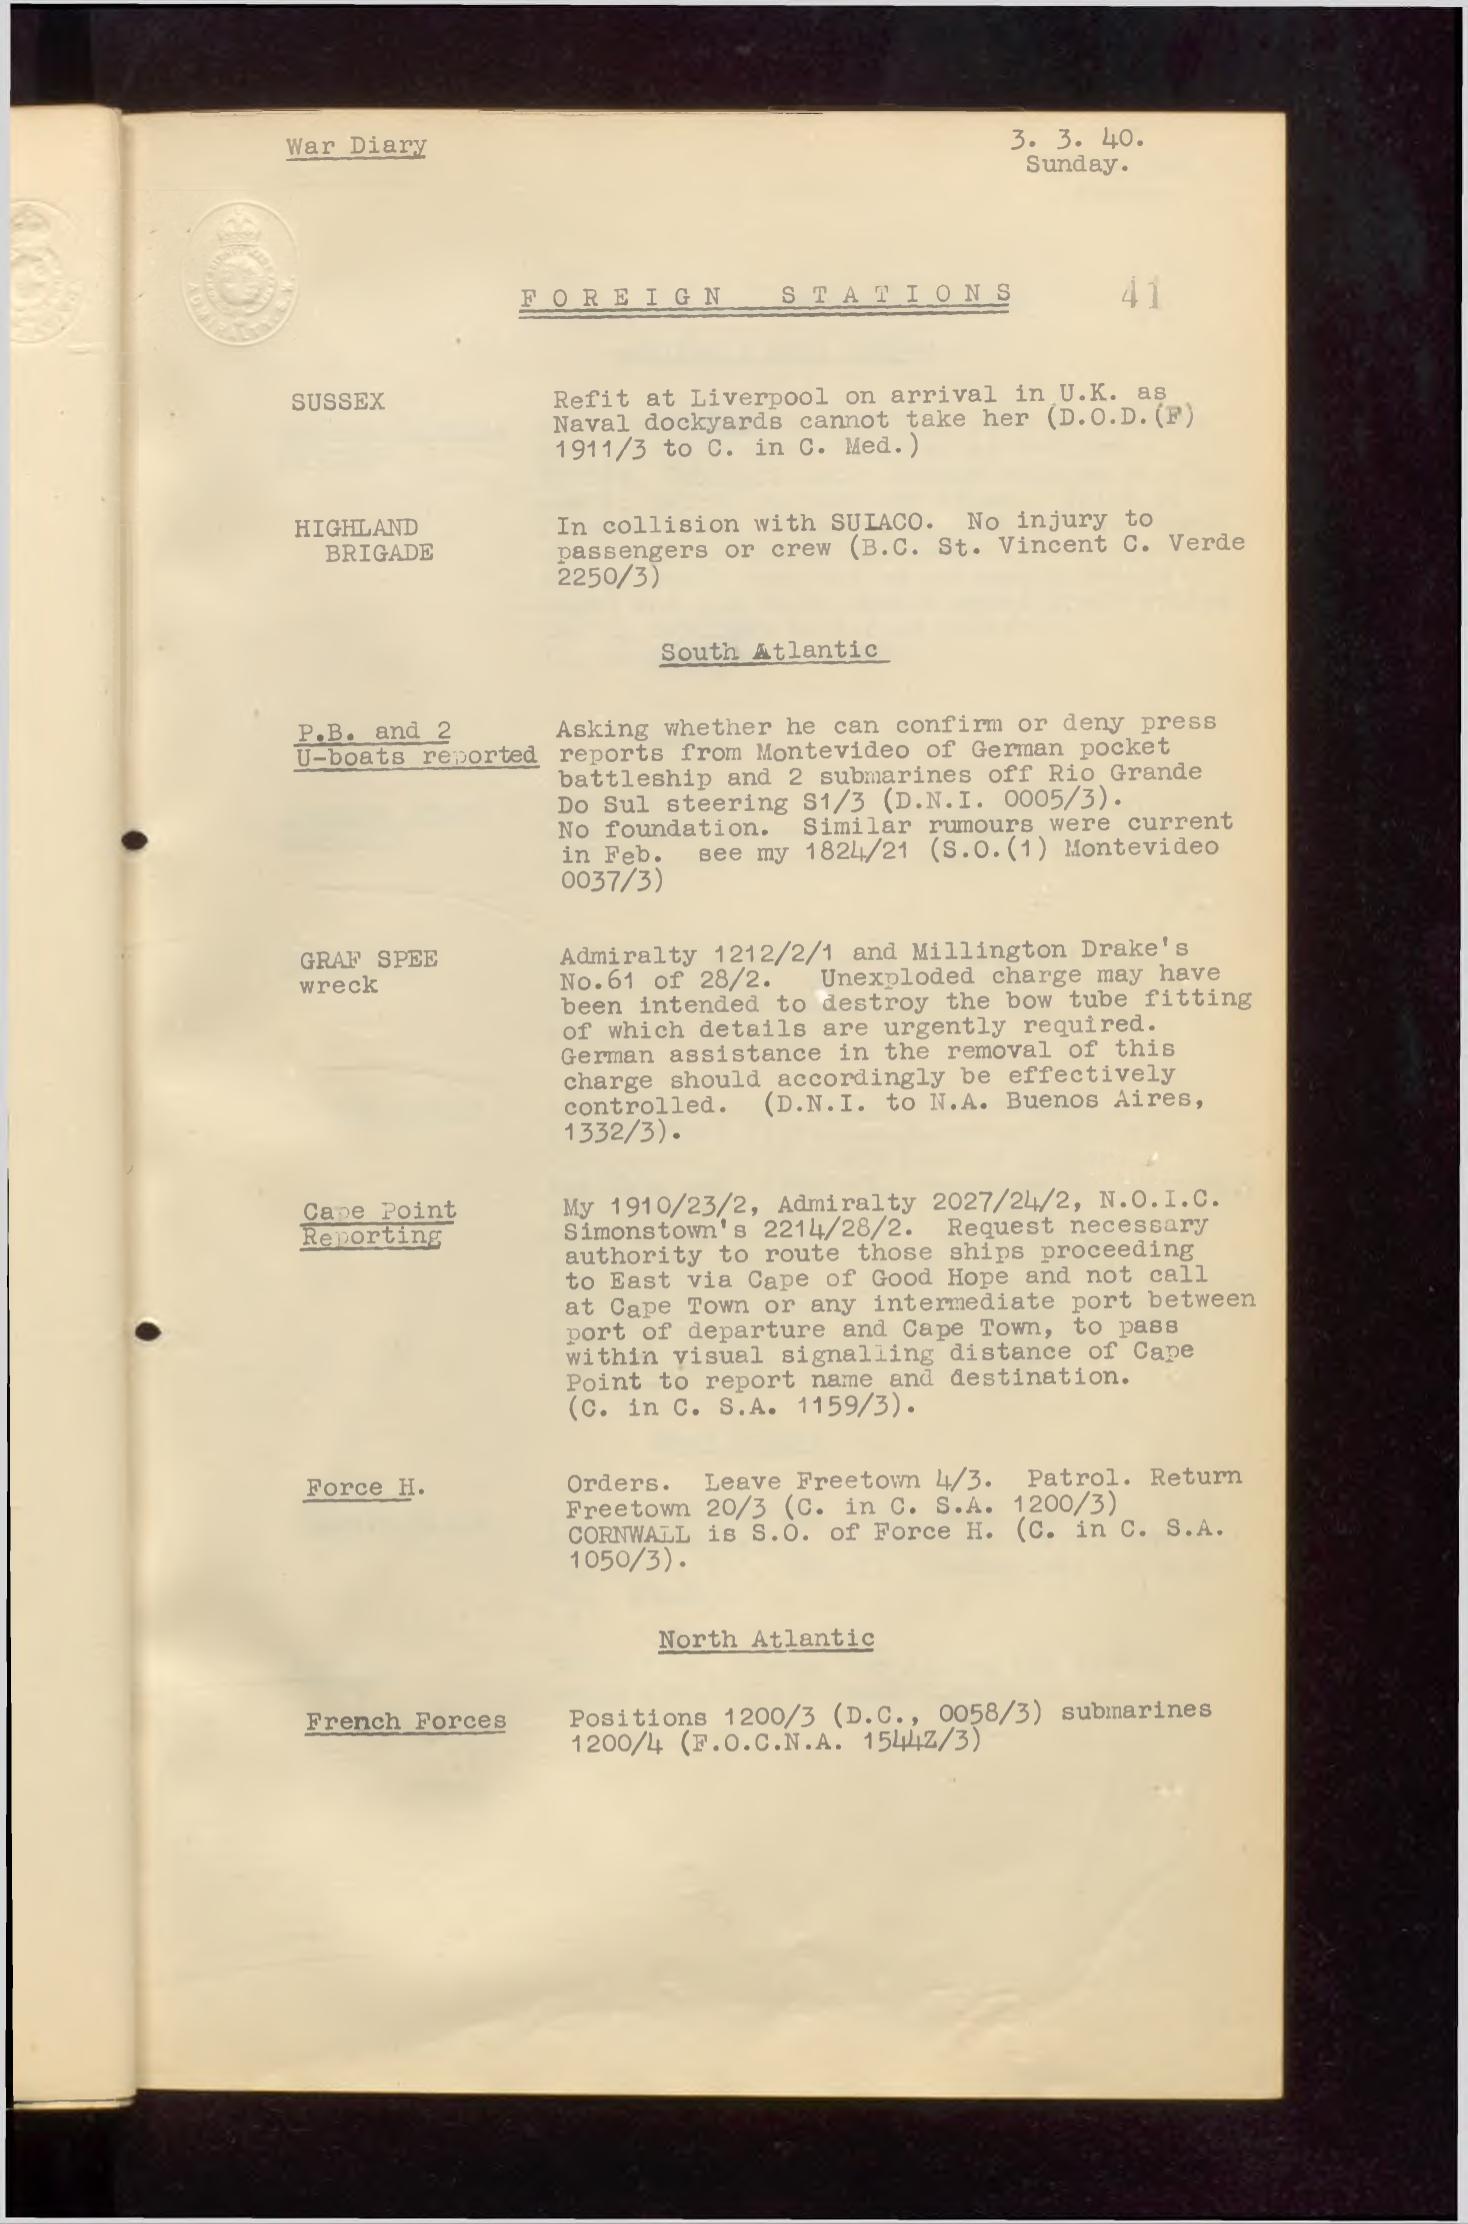 War Diary
3. 3. 40.
Sunday.
FOREIGN STATIONS
41
SUSSEX
Refit at Liverpool on arrival in U.K. as
Naval dockyards cannot take her (D.O.D.(F)
1911/3 to C. in C. Med.)
HIGHLAND
BRIGADE
In collision with SUIACO. No injury to
passengers or crew (B.C. St. Vincent C. Verde
2250/3)
South Atlantic
P.B. and 2
U-boats reported
Asking whether he can confirm or deny press
reports from Montevideo of German pocket
battleship and 2 submarines off Rio Grande
Do Sul steering S1/3 (D.N.I. 0005/3).
No foundation. Similar rumours were current
in Feb. see my 1824/21 (S.O.(1) Montevideo
0037/3)
GRAF SPEE
wreck
Admiralty 1212/2/1 and Millington Drake's
No.61 of 28/2. Unexploded charge may have
been intended to destroy the bow tube fitting
of which details are urgently required.
German assistance in the removal of this
charge should accordingly be effectively
controlled. (D.N.I. to N.A. Buenos Aires,
1332/3).
Cape Point
Reporting
My 1910/23/2, Admiralty 2027/24/2, N.O.I.C.
Simonstown's 2214/28/2. Request necessary
authority to route those ships proceeding
to East via Cape of Good Hope and not call
at Cape Town or any intermediate port between
port of departure and Cape Town, to pass
within visual signalling distance of Cape
Point to report name and destination.
(C. in C. S.A. 1159/3).
Force H.
Orders. Leave Freetown 4/3. Patrol. Return
Freetown 20/3 (C. in C. S.A. 1200/3)
CORNWALL is S.O. of Force H. (C. in C. S.A.
1050/3).
North Atlantic
French Forces
Positions 1200/3 (D.C., 0058/3) submarines
1200/4 (F.O.C.N.A. 1544Z/3)